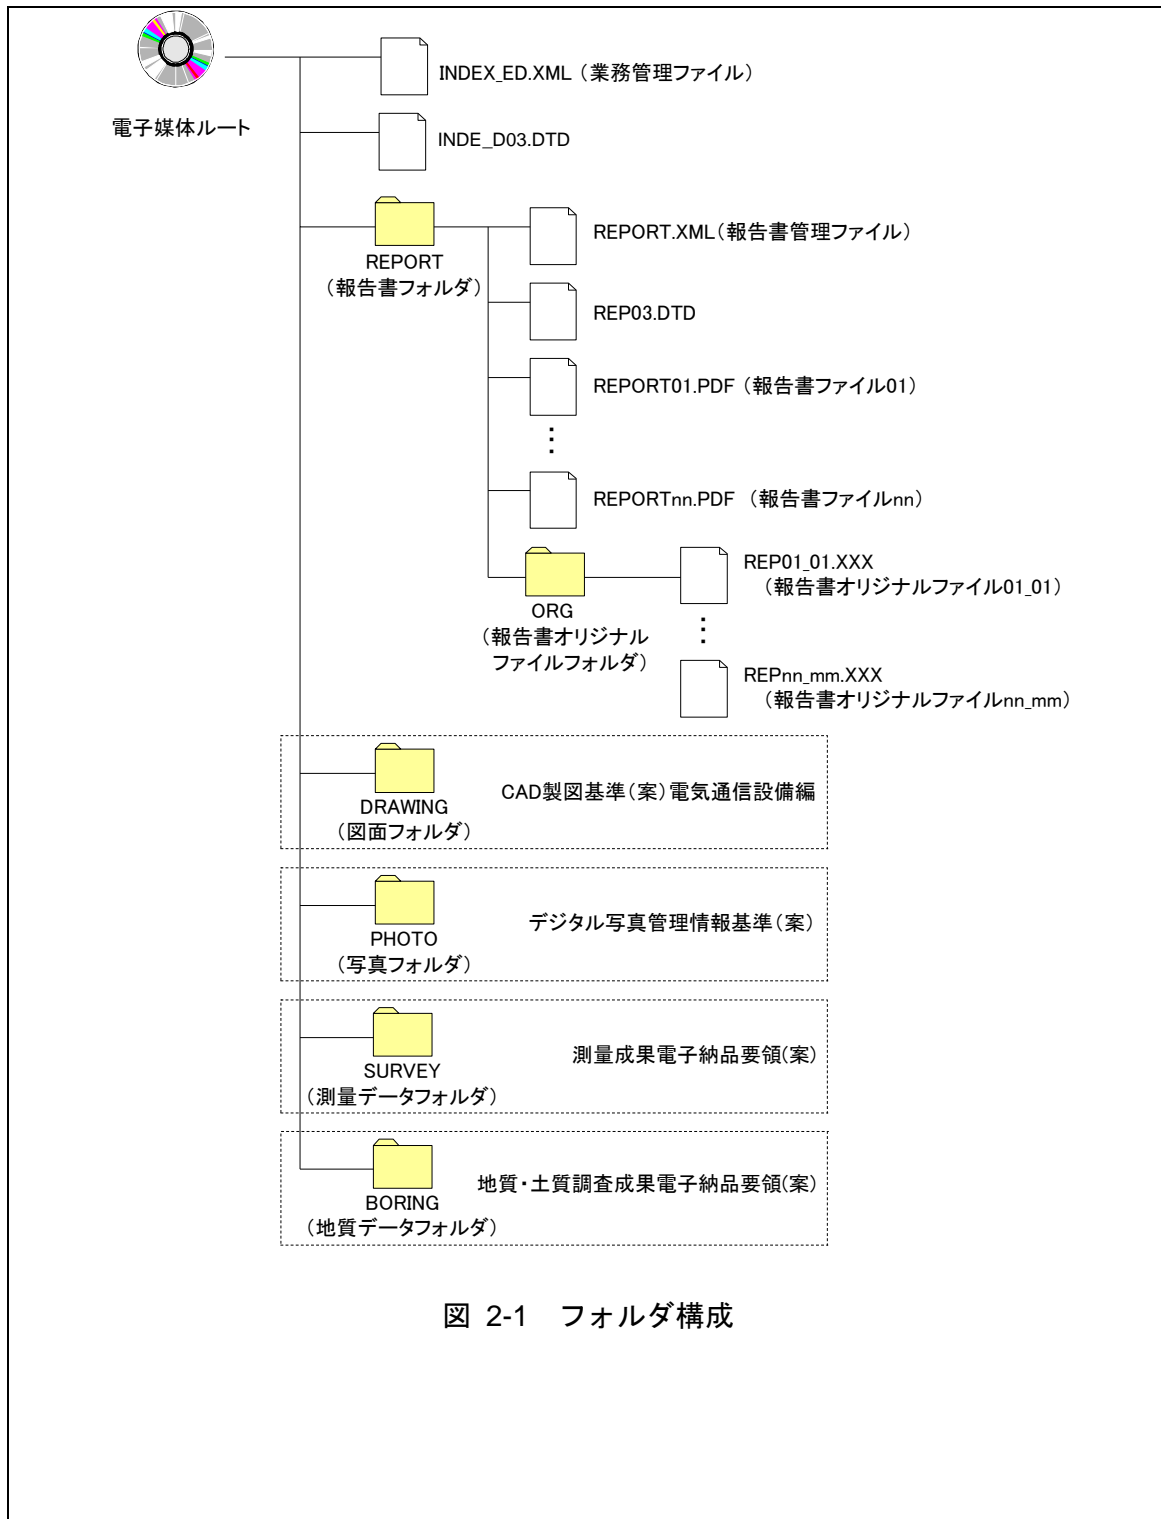 電子媒体ルート
INDEX_ED.XML（業務管理ファイル）
INDE_D03.DTD
REPORT
（報告書フォルダ）
REPORT.XML（報告書管理ファイル）
REP03.DTD
REPORT01.PDF（報告書ファイル01）
⋮
REPORTnn.PDF （報告書ファイルnn）
ORG
（報告書オリジナル
ファイルフォルダ）
REP01_01.XXX
（報告書オリジナルファイル01_01）
⋮
REPnn_mm.XXX
（報告書オリジナルファイルnn_mm）
DRAWING
（図面フォルダ）
CAD製図基準（案）電気通信設備編
PHOTO
（写真フォルダ）
デジタル写真管理情報基準（案）
SURVEY
（測量データフォルダ）
測量成果電子納品要領(案)
BORING
（地質データフォルダ）
地質・土質調査成果電子納品要領(案)
図 2-1　フォルダ構成